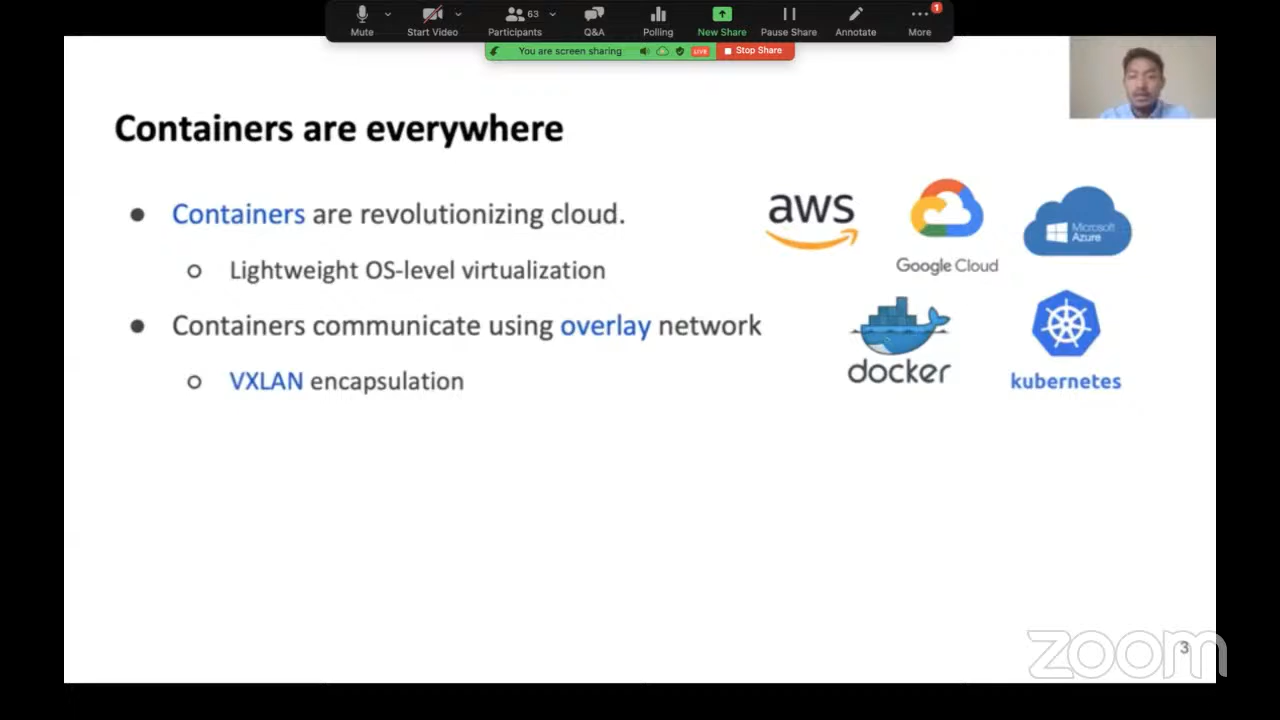 63
1
Mute
Start Video
Participants
Q&A
Polling
New Share
Pause Share
Annotate
More
You are screen sharing
LIVE
Stop Share
Containers are everywhere
● Containers are revolutionizing cloud.
○ Lightweight OS-level virtualization
● Containers communicate using overlay network
○ VXLAN encapsulation
aws
Google Cloud
Microsoft
Azure
docker
kubernetes
3
zoom